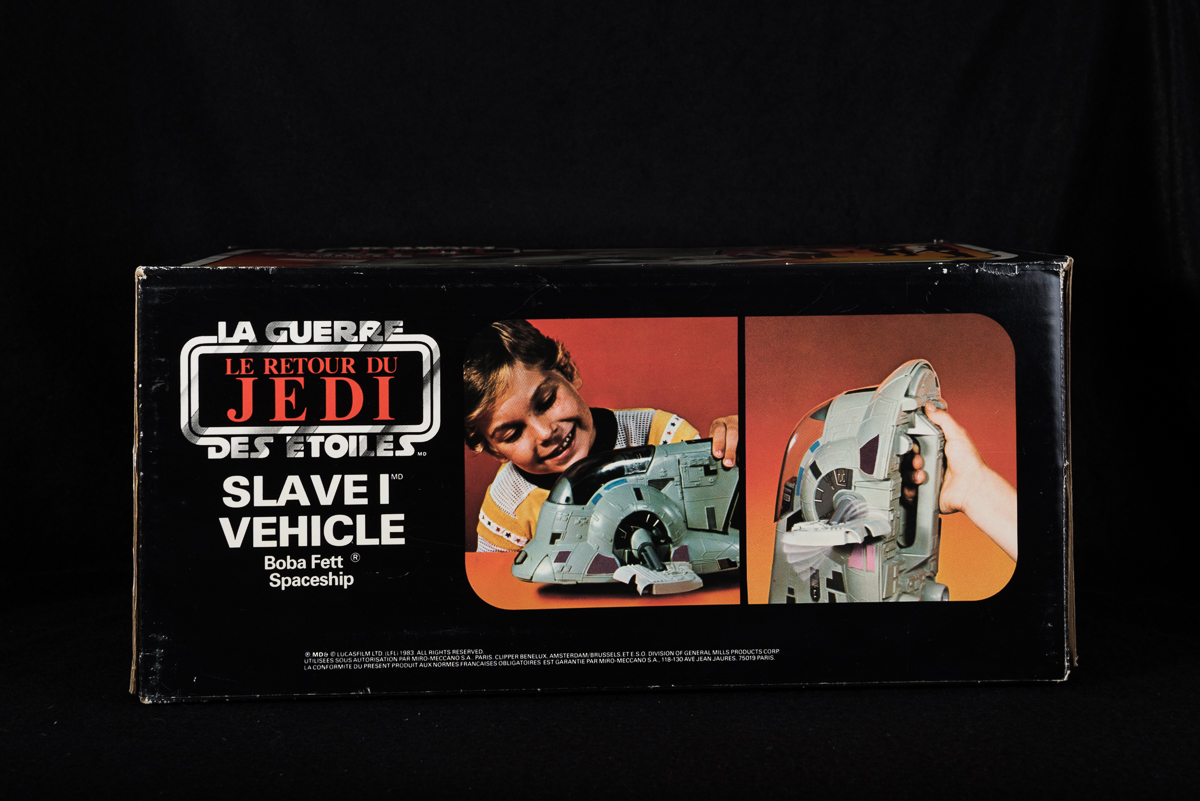 LA GUERRE
LE RETOUR DU
JEDI
DES ETOILES MD
SLAVE I MD
VEHICLE
Boba Fett ®
Spaceship
® MD& © LUCASFILM LTD. (LFL) 1983. ALL RIGHTS RESERVED.
UTILISEES SOUS AUTORISATION PAR MIRO-MECCANO S.A., PARIS. CLIPPER BENELUX, AMSTERDAM/BRUSSELS.ET E.S.O. DIVISION OF GENERAL MILLS PRODUCTS CORP.
LA CONFORMITE DU PRESENT PRODUIT AUX NORMES FRANCAISES OBLIGATOIRES EST GARANTIE PAR MIRO-MECCANO S.A., 118-130 AVE JEAN JAURES. 75019 PARIS.